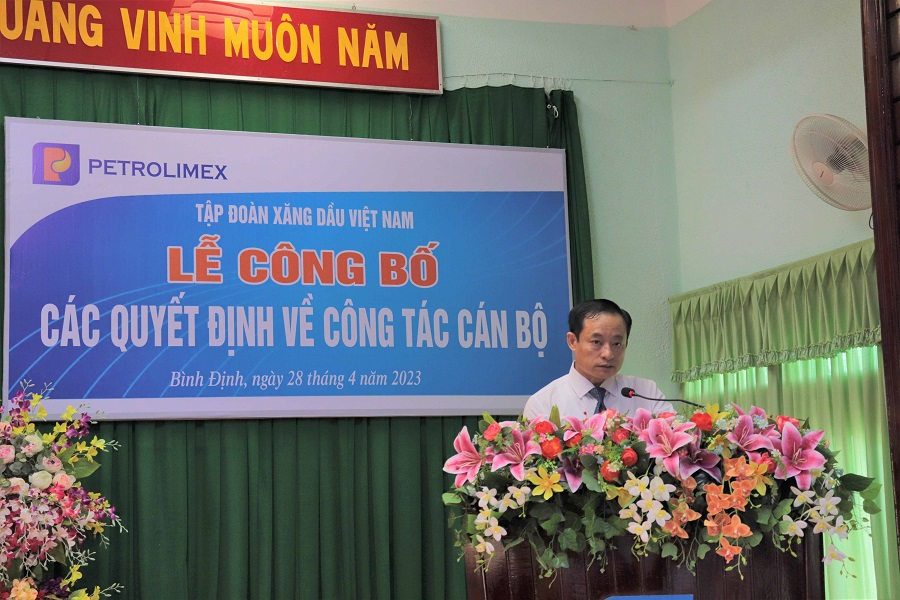 QUANG VINH MUÔN NĂM
PETROLIMEX
TẬP ĐOÀN XĂNG DẦU VIỆT NAM
LỄ CÔNG BỐ
CÁC QUYẾT ĐỊNH VỀ CÔNG TÁC CÁN BỘ
Bình Định, ngày 28 tháng 4 năm 2023